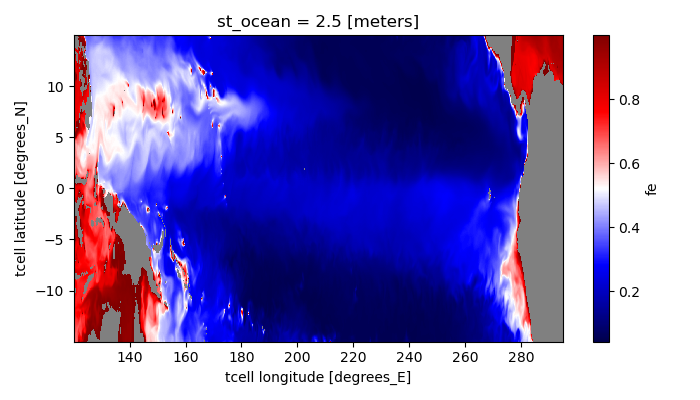 st_ocean = 2.5 [meters]
10
5
0
−5
−10
tcell latitude [degrees_N]
140 160 180 200 220 240 260 280
tcell longitude [degrees_E]
0.8
0.6
0.4
0.2
fe